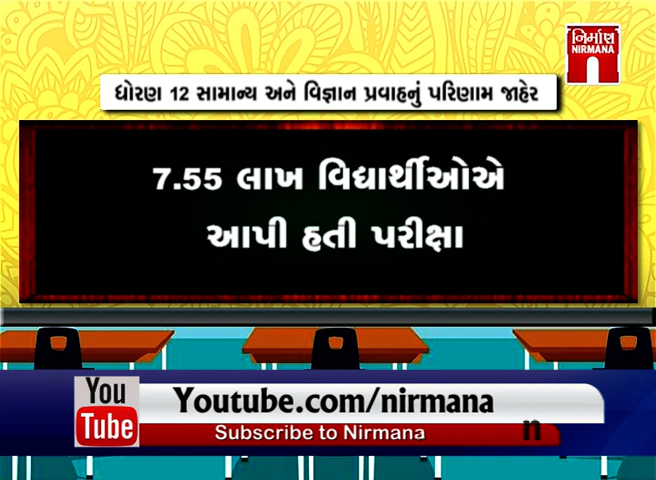 નિર્માણ
NIRMANA
ધોરણ 12 સામાન્ય અને વિજ્ઞાન પ્રવાહનું પરિણામ જાહેર
7.55 લાખ વિદ્યાર્થીઓએ
આપી હતી પરીક્ષા
You
Tube
Youtube.com/nirmana
Subscribe to Nirmana
n